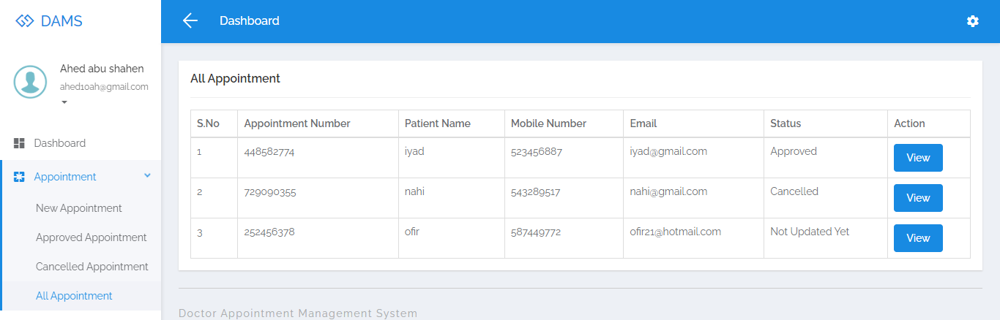 DAMS
Dashboard
Ahed abu shahen
ahed10ah@gmail.com
Dashboard
Appointment
New Appointment
Approved Appointment
Cancelled Appointment
All Appointment
All Appointment
S.No Appointment Number Patient Name Mobile Number Email Status Action
1 448582774 iyad 523456887 iyad@gmail.com Approved View
2 729090355 nahi 543289517 nahi@gmail.com Cancelled View
3 252456378 ofir 587449772 ofir21@hotmail.com Not Updated Yet View
Doctor Appointment Management System